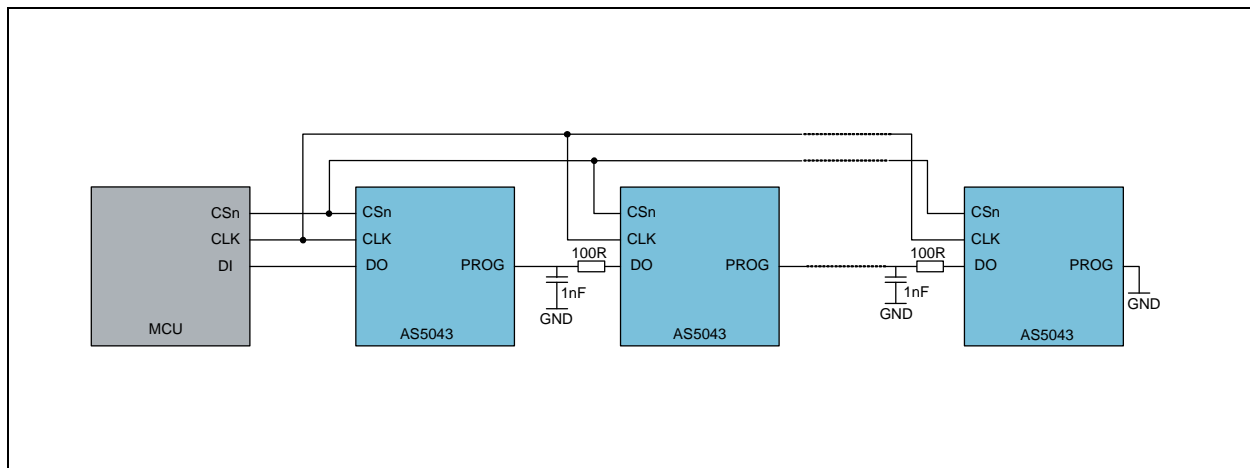 CSn
CLK
DI
MCU
CSn
CLK
DO
PROG
AS5043
1nF
GND
100R
CSn
CLK
DO
PROG
AS5043
1nF
GND
100R
CSn
CLK
DO
PROG
AS5043
GND